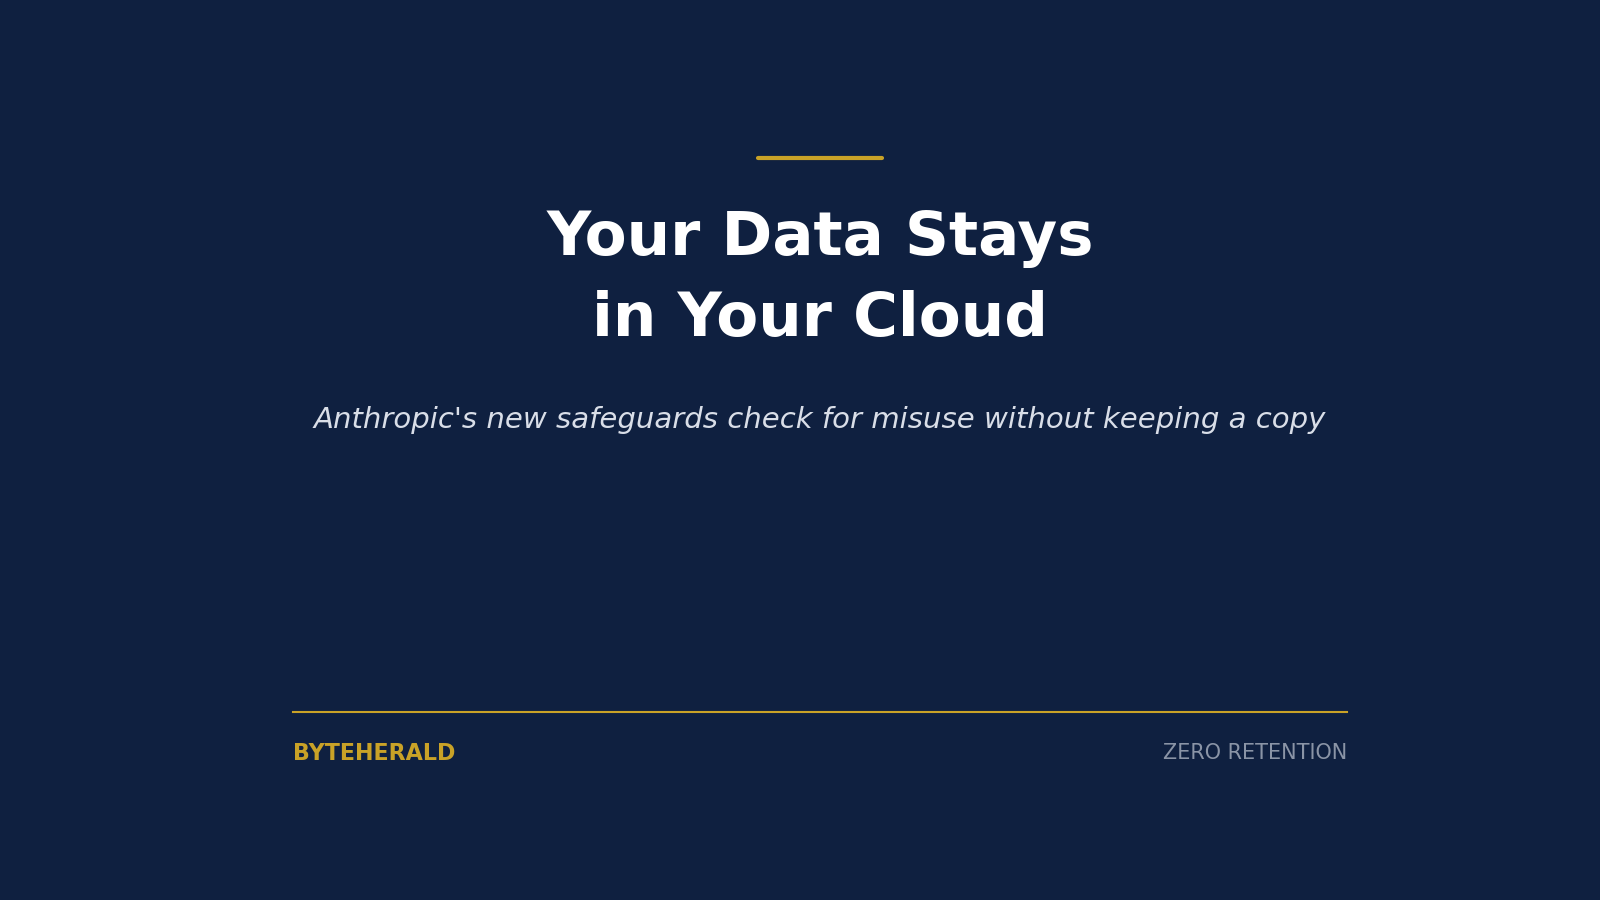 Your Data Stays
in Your Cloud
Anthropic's new safeguards check for misuse without keeping a copy
BYTEHERALD
ZERO RETENTION